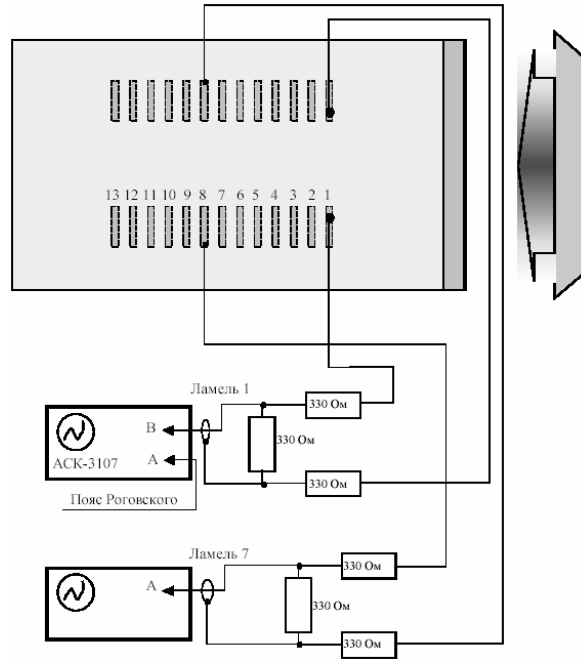 13 12 11 10 9 8 7 6 5 4 3 2 1
Ламель 1
330 Ом
В
330 Ом
АСК-3107
А
330 Ом
Пояс Роговского
Ламель 7
330 Ом
А
330 Ом
330 Ом